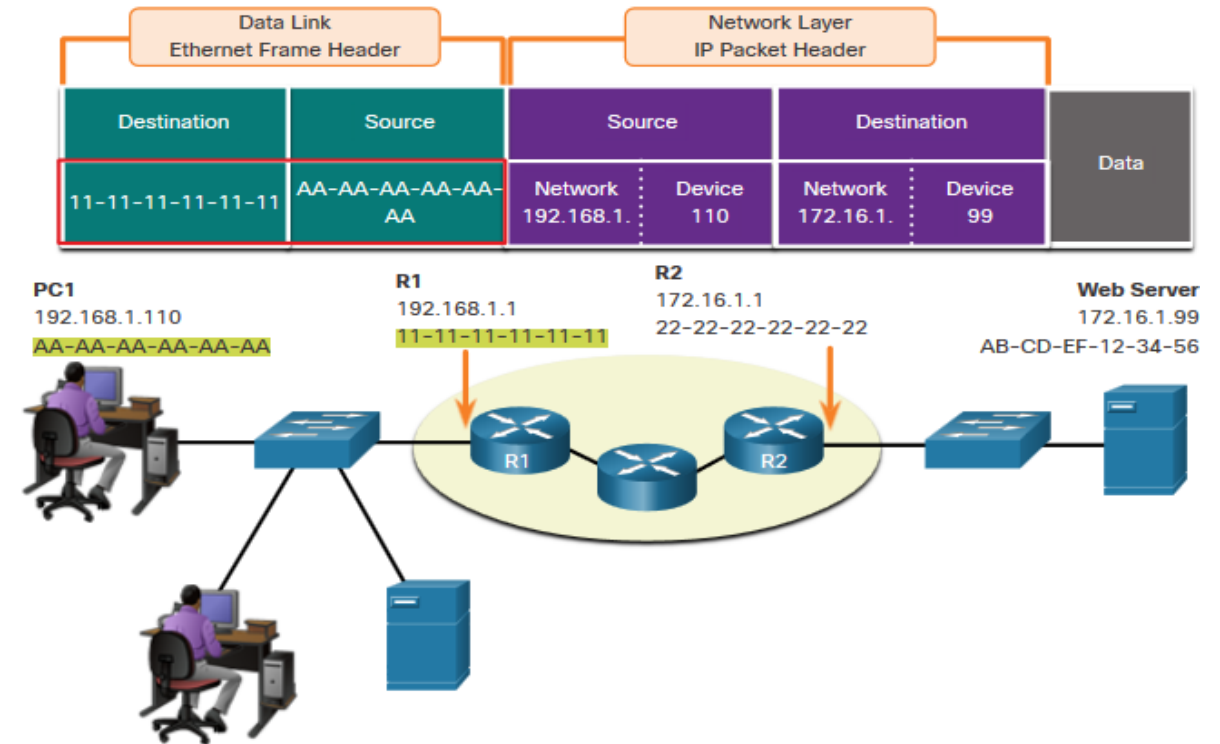 Data Link
Ethernet Frame Header
Network Layer
IP Packet Header
Destination
Source
Source
Destination
Data
11-11-11-11-11-11
AA-AA-AA-AA-AA-
AA
Network
192.168.1.
Device
110
Network
172.16.1.
Device
99
PC1
192.168.1.110
AA-AA-AA-AA-AA-AA
R1
192.168.1.1
11-11-11-11-11-11
R2
172.16.1.1
22-22-22-22-22-22
Web Server
172.16.1.99
AB-CD-EF-12-34-56
R1
R2